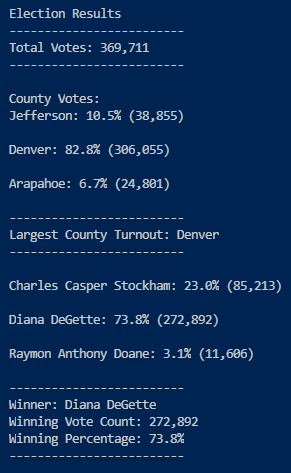 Election Results
-------------------------
Total Votes: 369,711
-------------------------
County Votes:
Jefferson: 10.5% (38,855)
Denver: 82.8% (306,055)
Arapahoe: 6.7% (24,801)
-------------------------
Largest County Turnout: Denver
-------------------------
Charles Casper Stockham: 23.0% (85,213)
Diana DeGette: 73.8% (272,892)
Raymon Anthony Doane: 3.1% (11,606)
-------------------------
Winner: Diana DeGette
Winning Vote Count: 272,892
Winning Percentage: 73.8%
-------------------------